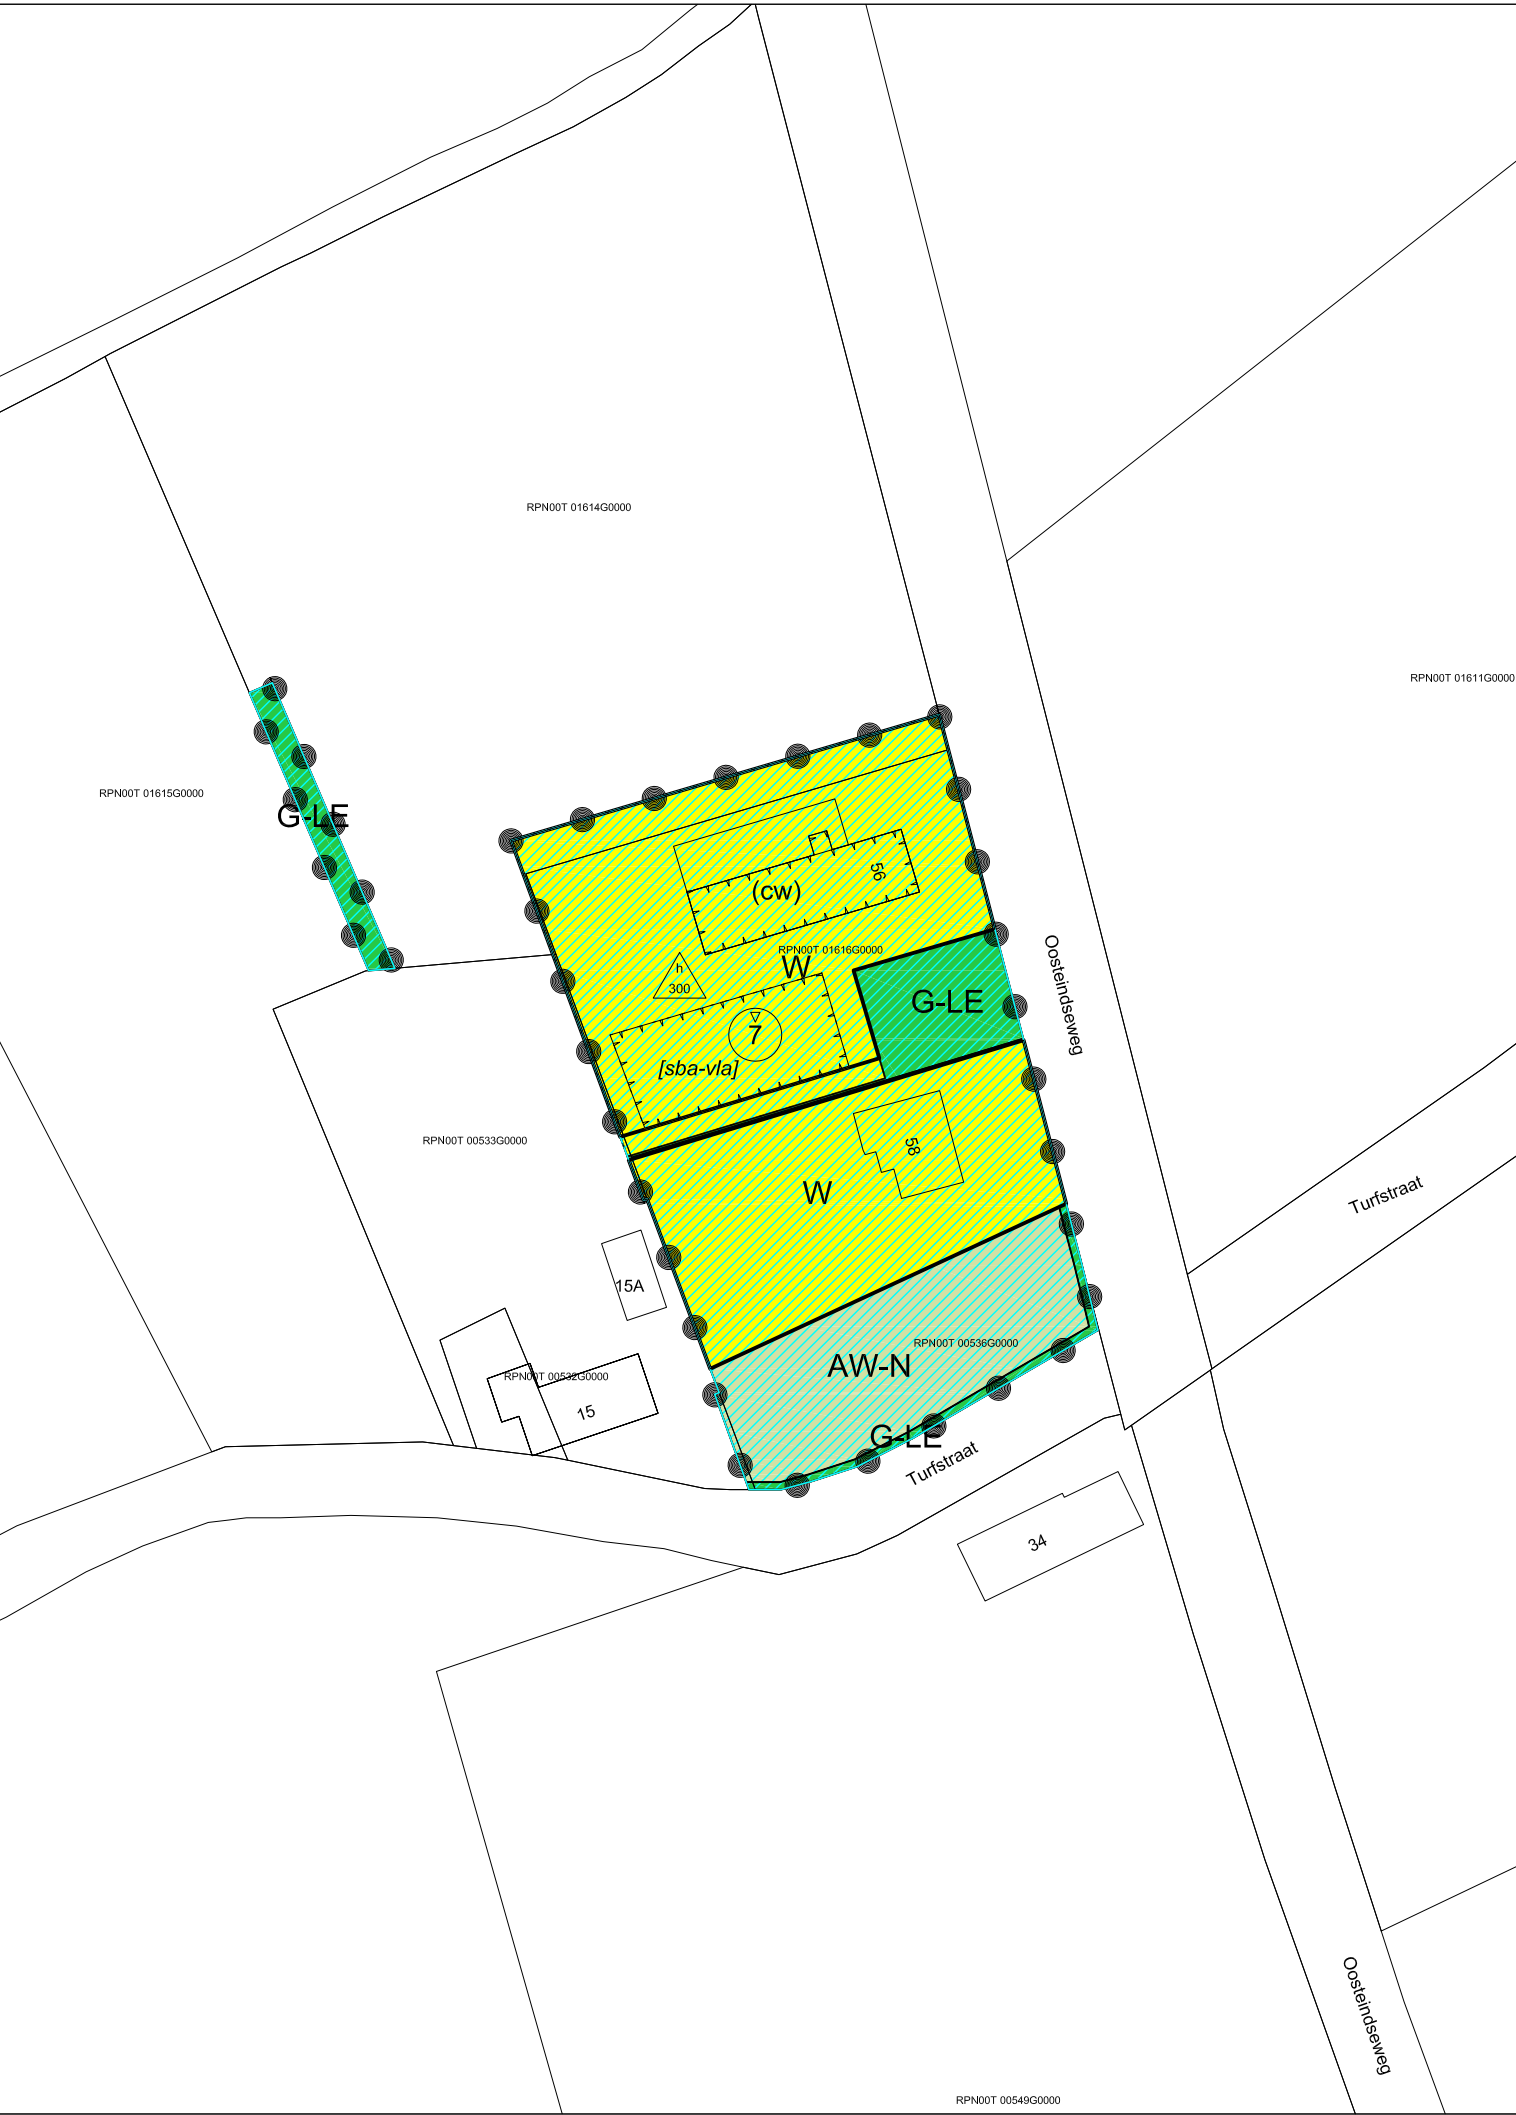 RPN00T 01614G0000
RPN00T 01611G0000
RPN00T 01615G0000
G-LE
56
(cw)
RPN00T 01616G0000
W
h
300
G-LE
Oosteindseweg
7
[sba-vla]
RPN00T 00533G0000
58
W
Turfstraat
15A
RPN00T 00536G0000
AW-N
RPN00T 00532G0000
15
G-LE
Turfstraat
34
Oosteindseweg
RPN00T 00549G0000